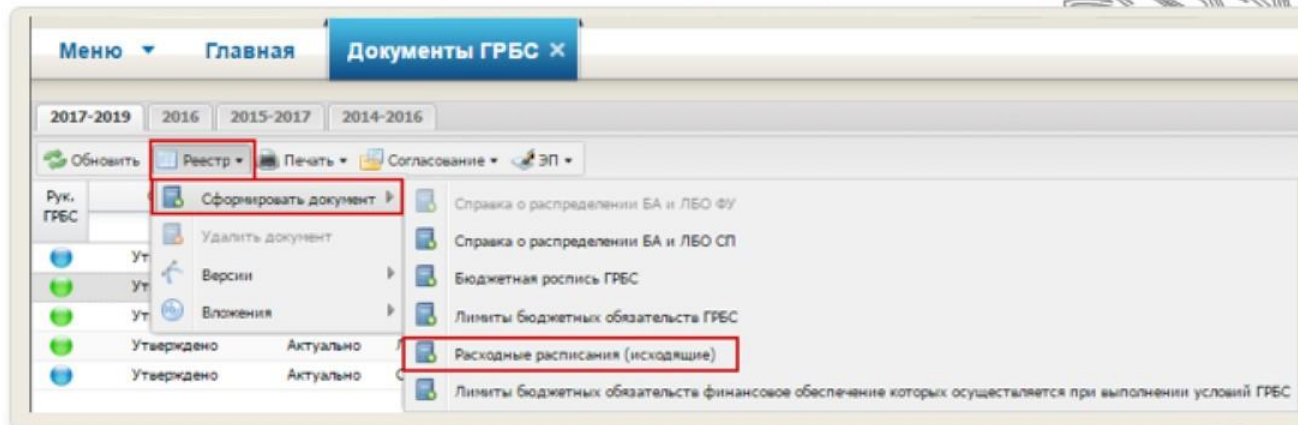 Меню Главная Документы ГРБС ×
2017-2019 2016 2015-2017 2014-2016
Обновить Реестр Печать Согласование ЭП
Рук.
ГРБС
Сформировать документ
Удалить документ
Версии
Вложения
Справка о распределении БА и ЛБО ФУ
Справка о распределении БА и ЛБО СП
Бюджетная роспись ГРБС
Лимиты бюджетных обязательств ГРБС
Расходные расписания (исходящие)
Лимиты бюджетных обязательств финансовое обеспечение которых осуществляется при выполнении условий ГРБС
Ут
Ут
Ут
Утверждено Актуально
Утверждено Актуально